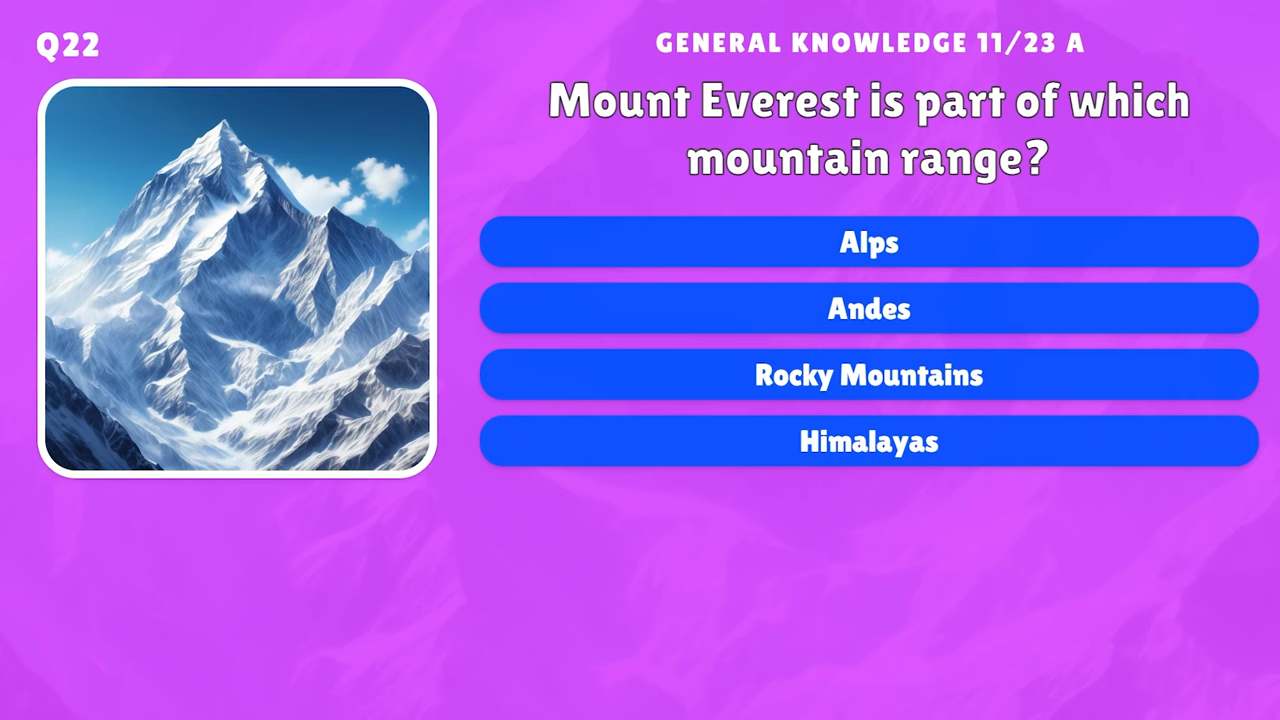 Q22
GENERAL KNOWLEDGE 11/23 A
Mount Everest is part of which
mountain range?
Alps
Andes
Rocky Mountains
Himalayas